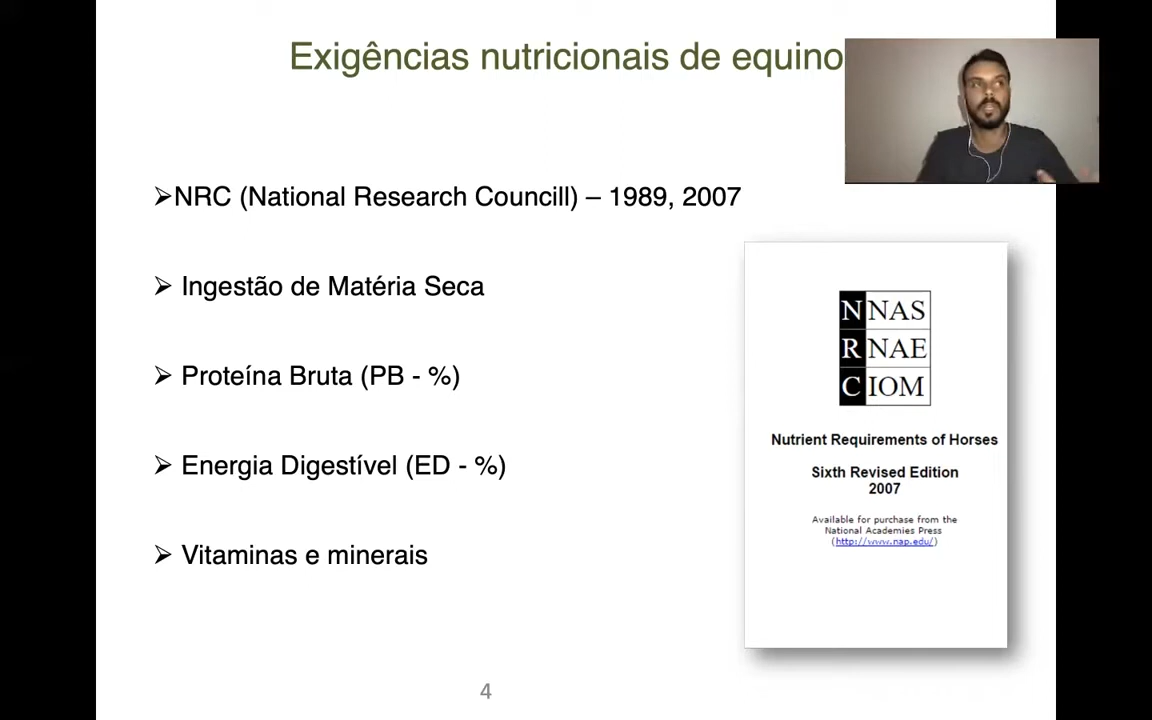 Exigências nutricionais de equino
➢NRC (National Research Councill) – 1989, 2007
➢ Ingestão de Matéria Seca
➢ Proteína Bruta (PB - %)
➢ Energia Digestível (ED - %)
➢ Vitaminas e minerais
N NAS
R NAE
C IOM
Nutrient Requirements of Horses
Sixth Revised Edition
2007
Available for purchase from the
National Academies Press
(http://www.nap.edu/)
4